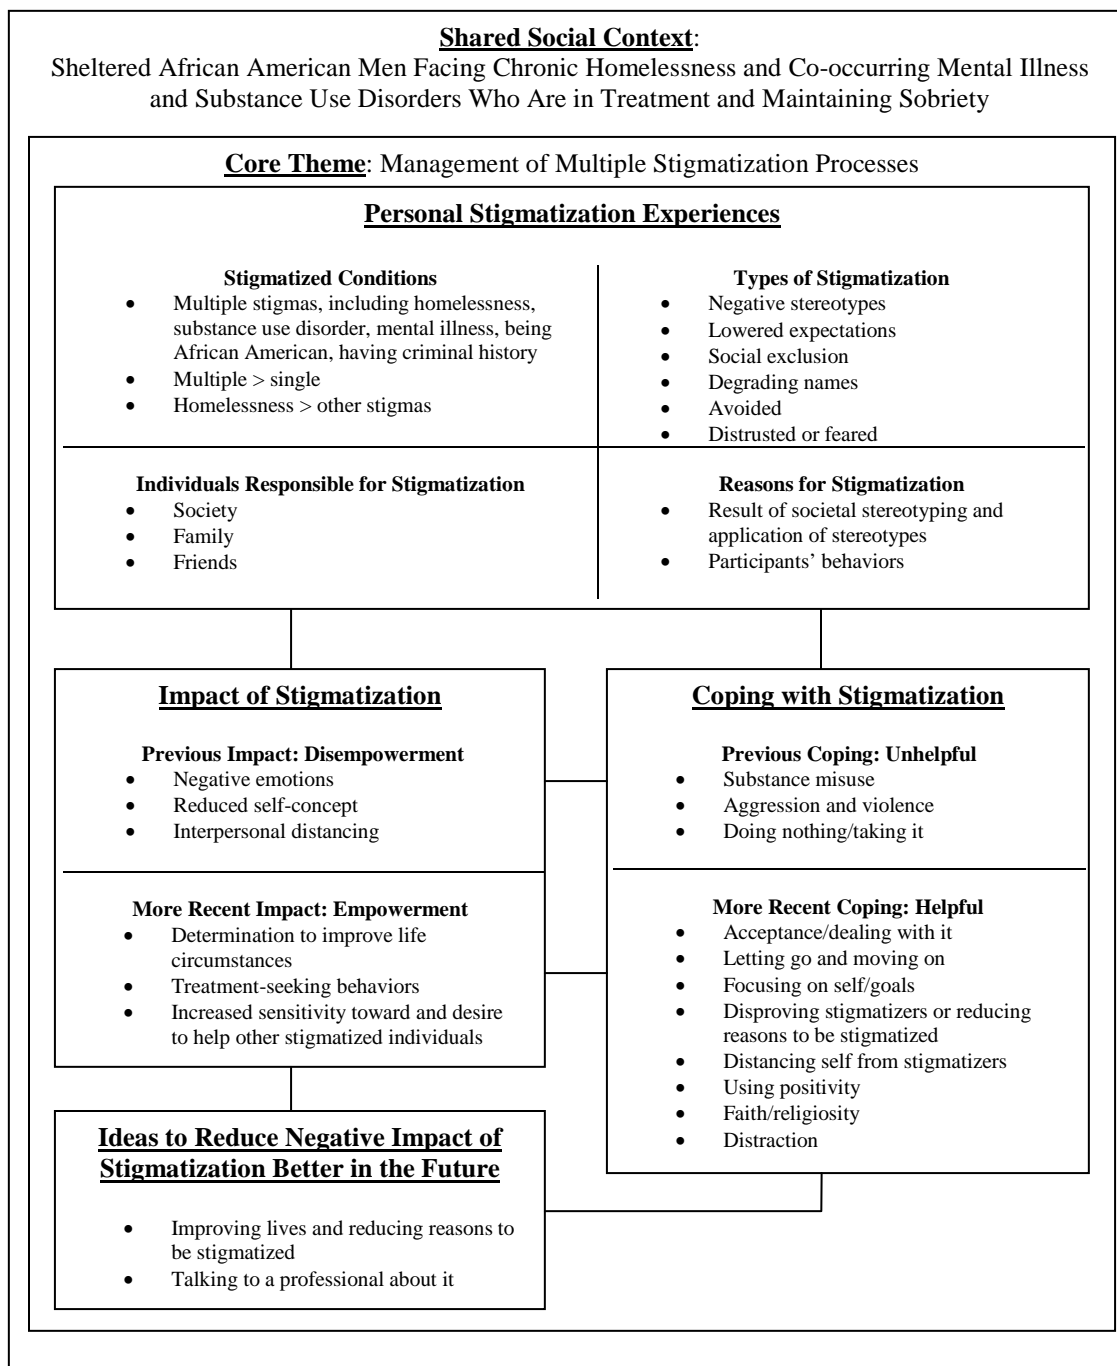 Shared Social Context:
Sheltered African American Men Facing Chronic Homelessness and Co-occurring Mental Illness
and Substance Use Disorders Who Are in Treatment and Maintaining Sobriety
Core Theme: Management of Multiple Stigmatization Processes
Personal Stigmatization Experiences
Stigmatized Conditions
• Multiple stigmas, including homelessness,
substance use disorder, mental illness, being
African American, having criminal history
• Multiple > single
• Homelessness > other stigmas
Types of Stigmatization
• Negative stereotypes
• Lowered expectations
• Social exclusion
• Degrading names
• Avoided
• Distrusted or feared
Individuals Responsible for Stigmatization
• Society
• Family
• Friends
Reasons for Stigmatization
• Result of societal stereotyping and
application of stereotypes
• Participants’ behaviors
Impact of Stigmatization
Previous Impact: Disempowerment
• Negative emotions
• Reduced self-concept
• Interpersonal distancing
More Recent Impact: Empowerment
• Determination to improve life
circumstances
• Treatment-seeking behaviors
• Increased sensitivity toward and desire
to help other stigmatized individuals
Coping with Stigmatization
Previous Coping: Unhelpful
• Substance misuse
• Aggression and violence
• Doing nothing/taking it
More Recent Coping: Helpful
• Acceptance/dealing with it
• Letting go and moving on
• Focusing on self/goals
• Disproving stigmatizers or reducing
reasons to be stigmatized
• Distancing self from stigmatizers
• Using positivity
• Faith/religiosity
• Distraction
Ideas to Reduce Negative Impact of
Stigmatization Better in the Future
• Improving lives and reducing reasons to
be stigmatized
• Talking to a professional about it